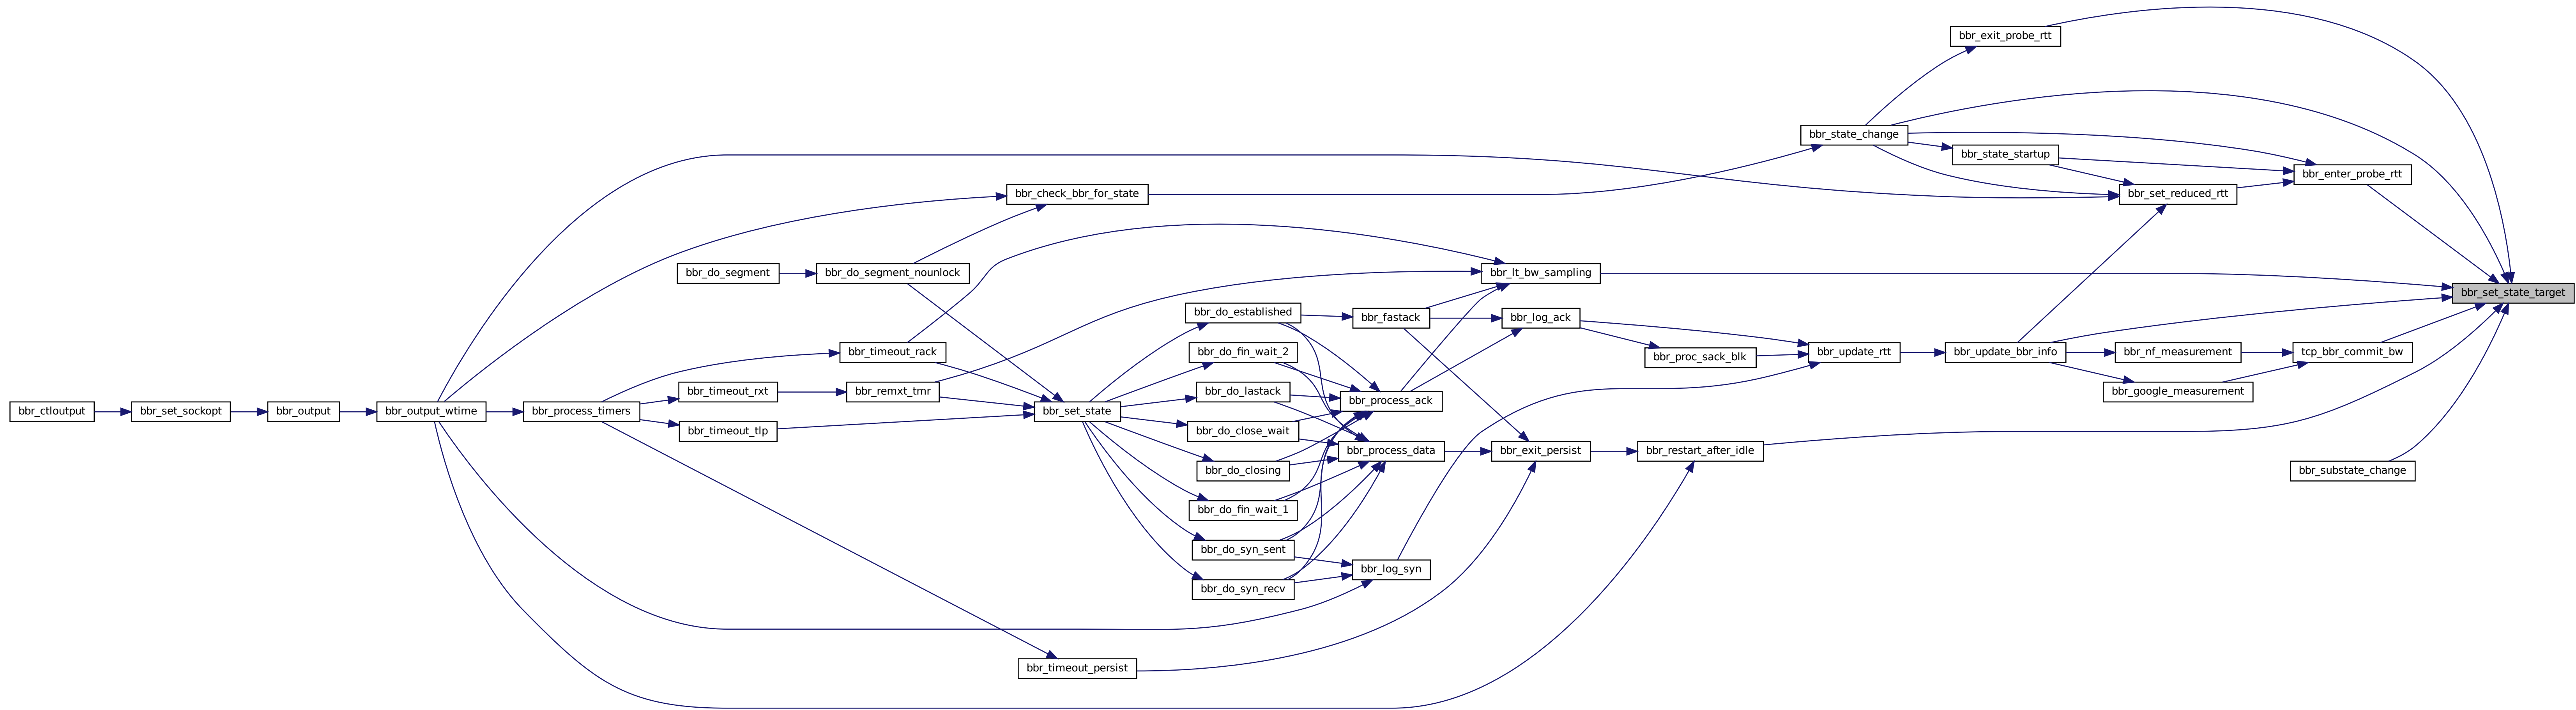 bbr_exit_probe_rtt
bbr_state_change
bbr_state_startup
bbr_enter_probe_rtt
bbr_check_bbr_for_state
bbr_set_reduced_rtt
bbr_do_segment
bbr_do_segment_nounlock
bbr_lt_bw_sampling
bbr_set_state_target
bbr_do_established
bbr_fastack
bbr_log_ack
bbr_timeout_rack
bbr_do_fin_wait_2
bbr_proc_sack_blk
bbr_update_rtt
bbr_update_bbr_info
bbr_nf_measurement
tcp_bbr_commit_bw
bbr_timeout_rxt
bbr_remxt_tmr
bbr_do_lastack
bbr_process_ack
bbr_google_measurement
bbr_ctloutput
bbr_set_sockopt
bbr_output
bbr_output_wtime
bbr_process_timers
bbr_set_state
bbr_timeout_tlp
bbr_do_close_wait
bbr_process_data
bbr_exit_persist
bbr_restart_after_idle
bbr_do_closing
bbr_substate_change
bbr_do_fin_wait_1
bbr_do_syn_sent
bbr_log_syn
bbr_do_syn_recv
bbr_timeout_persist